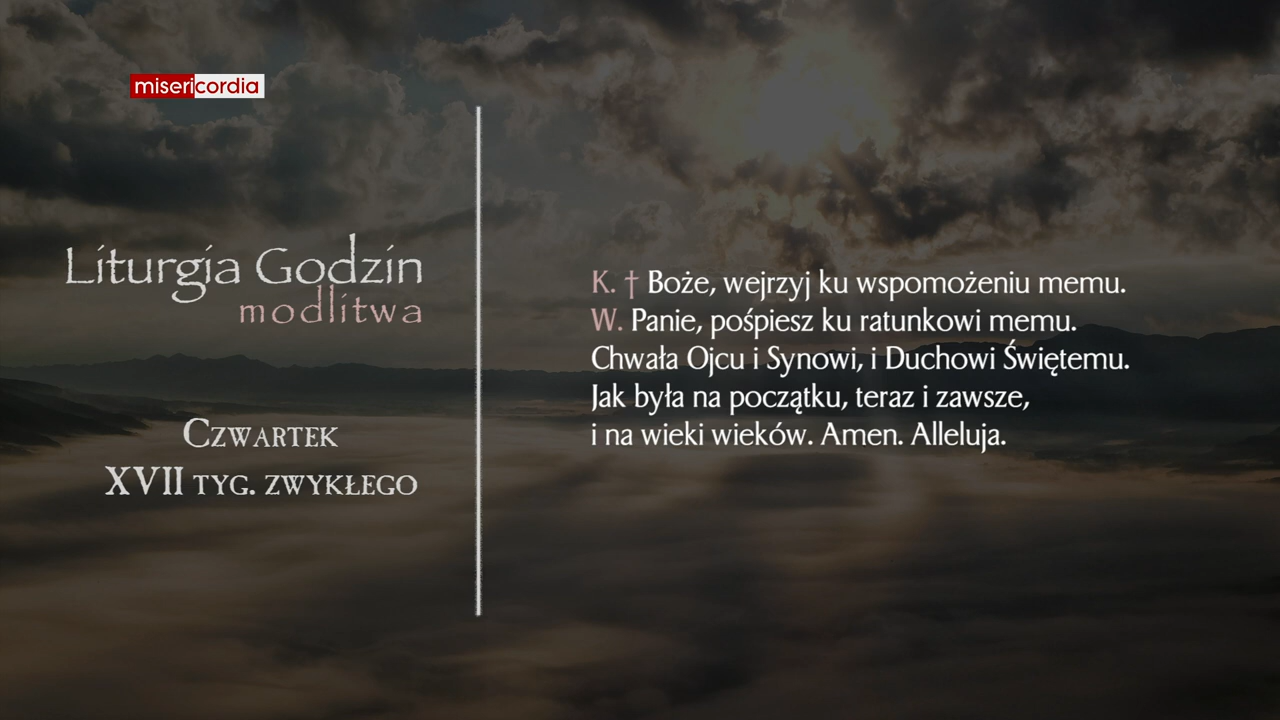 misericordia
Liturgia Godzin
modlitwa
Czwartek
XVII tyg. zwykłego
K. † Boże, wejrzyj ku wspomożeniu memu.
W. Panie, pośpiesz ku ratunkowi memu.
Chwała Ojcu i Synowi, i Duchowi Świętemu.
Jak była na początku, teraz i zawsze,
i na wieki wieków. Amen. Alleluja.